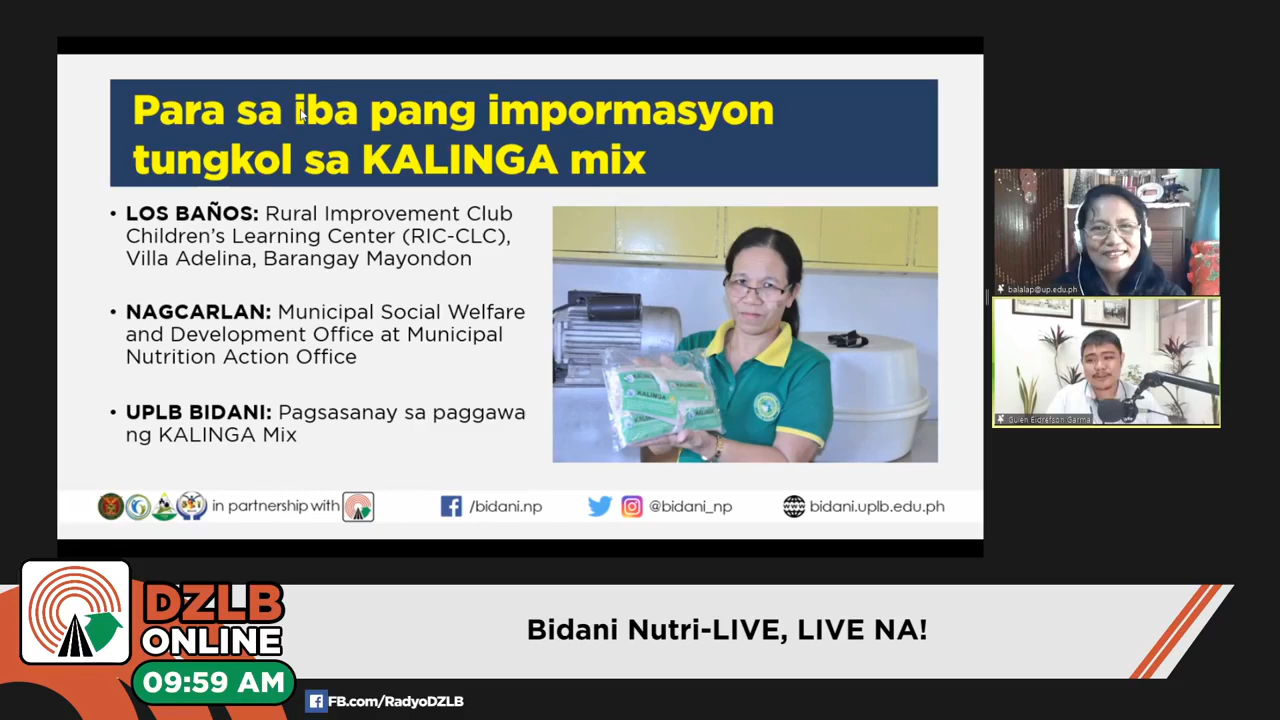 Para sa iba pang impormasyon
tungkol sa KALINGA mix
• LOS BAÑOS: Rural Improvement Club
Children's Learning Center (RIC-CLC),
Villa Adelina, Barangay Mayondon
• NAGCARLAN: Municipal Social Welfare
and Development Office at Municipal
Nutrition Action Office
• UPLB BIDANI: Pagsasanay sa paggawa
ng KALINGA Mix
KALINGA
in partnership with
/bidani.np
@bidani_np
bidani.uplb.edu.ph
balalap@up.edu.ph
Guien Eidrefson Garma
DZLB
ONLINE
09:59 AM
Bidani Nutri-LIVE, LIVE NA!
FB.com/RadyoDZLB